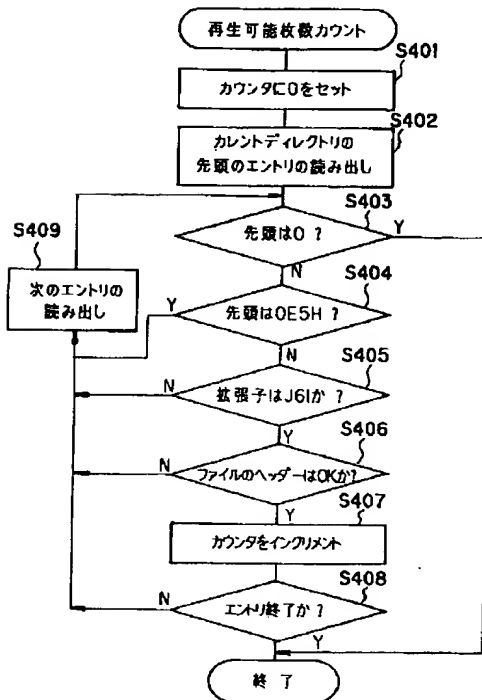 再生可能枚数カウント
S401
カウンタに0をセット
S402
カレントディレクトリの
先頭のエントリの読み出し
S403
先頭は0 ?
Y
N
S409
次のエントリの
読み出し
S404
先頭は0E5H ?
Y
N
S405
拡張子はJ6Iか ?
N
Y
S406
ファイルのヘッダーはOKか?
N
Y
S407
カウンタをインクリメント
S408
エントリ終了か ?
N
Y
終了